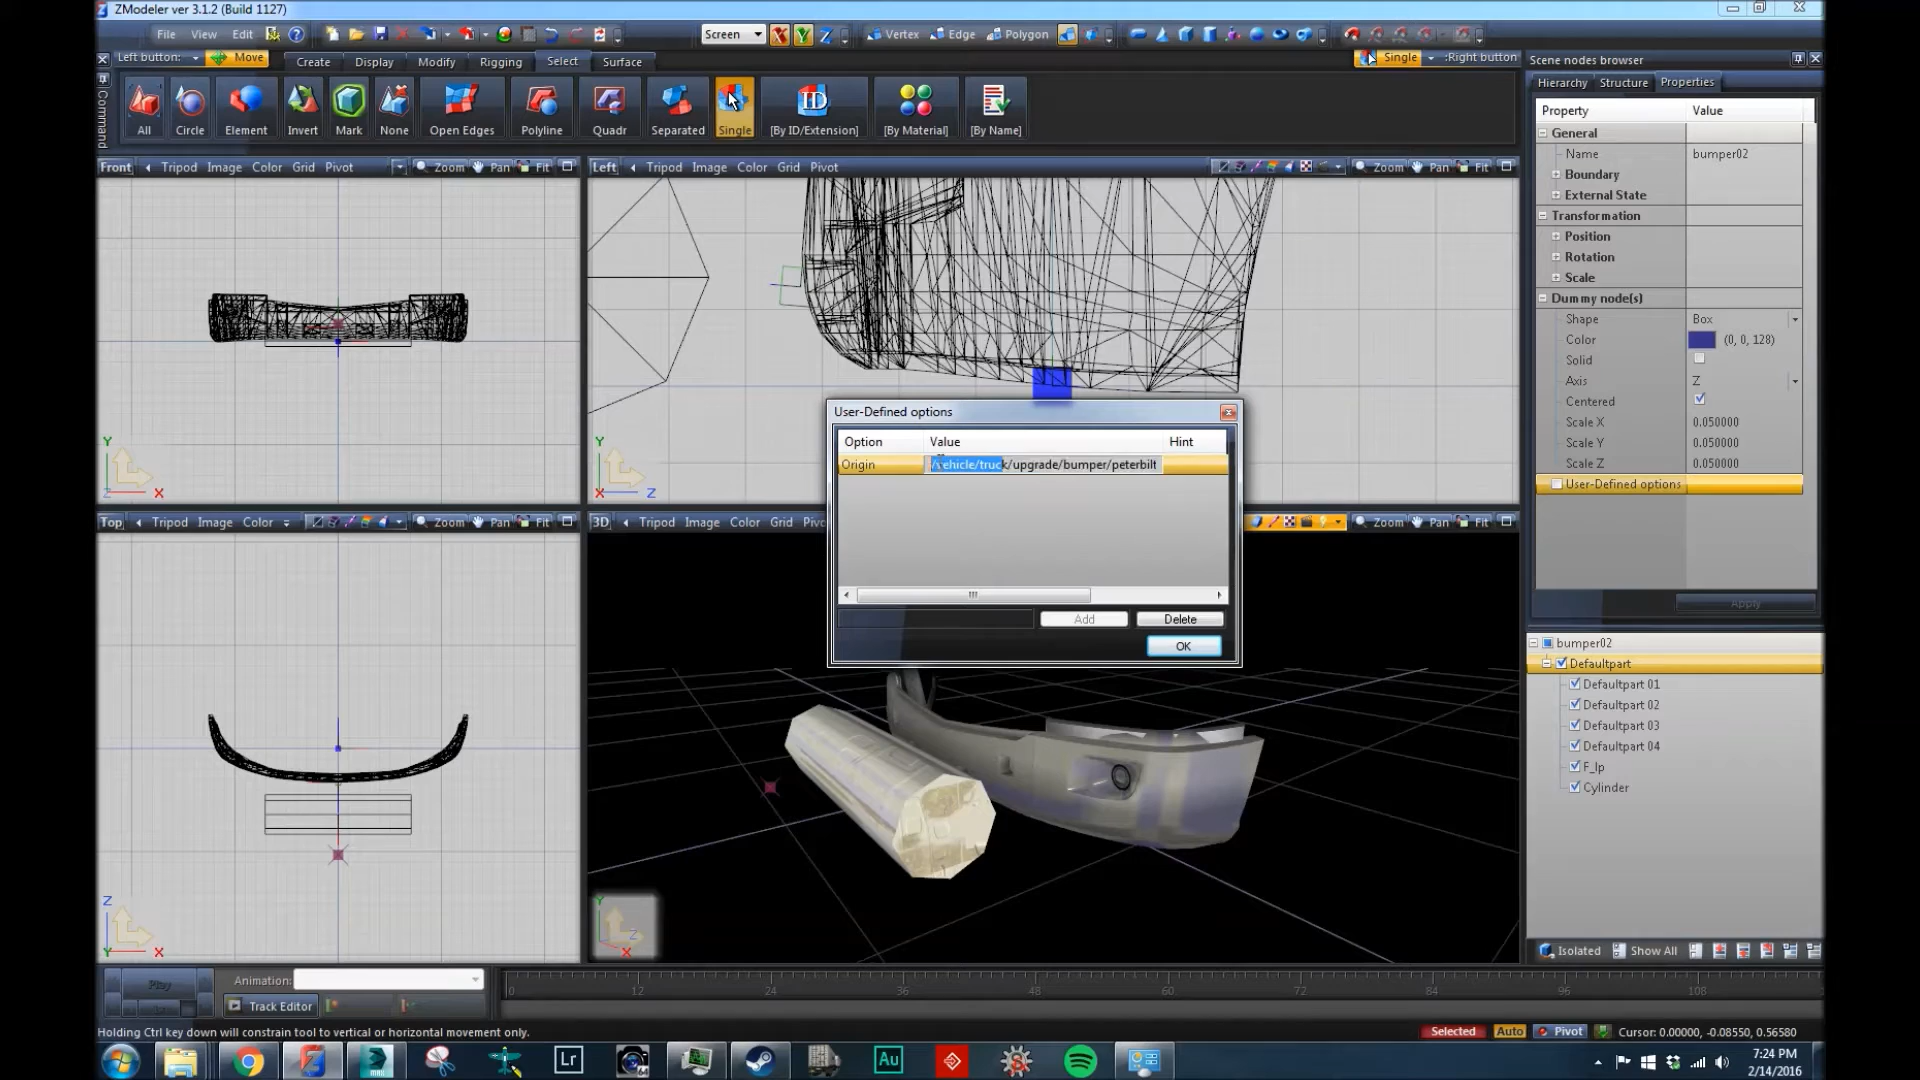 ZModeler ver 3.1.2 (Build 1127)
File View Edit
Screen X Y Z Vertex Edge Polygon
Left button: Move Create Display Modify Rigging Select Surface Single :Right button
Scene nodes browser
Command
All Circle Element Invert Mark None Open Edges Polyline Quadr Separated Single [By ID/Extension] [By Material] [By Name]
Hierarchy Structure Properties
Property Value
General
Name bumper02
Boundary
External State
Transformation
Position
Rotation
Scale
Dummy node(s)
Shape Box
Color (0, 0, 128)
Solid
Axis Z
Centered
Scale X 0.050000
Scale Y 0.050000
Scale Z 0.050000
User-Defined options
Apply
Front Tripod Image Color Grid Pivot Zoom Pan Fit
Left Tripod Image Color Grid Pivot Zoom Pan Fit
Y
Z X
Y
X Z
User-Defined options
Option Value Hint
Origin /vehicle/truck/upgrade/bumper/peterbilt
Add Delete
OK
Top Tripod Image Color Zoom Pan Fit
3D Tripod Image Color Grid Zoom Pan Fit
Z
Y X
Y
Z
X
bumper02
Defaultpart
Defaultpart 01
Defaultpart 02
Defaultpart 03
Defaultpart 04
F_lp
Cylinder
Isolated Show All
Play
Animation:
Track Editor
0 12 24 36 48 60 72 84 96 108
Holding Ctrl key down will constrain tool to vertical or horizontal movement only.
Selected Auto Pivot Cursor: 0.00000, -0.08550, 0.56580
Lr
Au
7:24 PM
2/14/2016